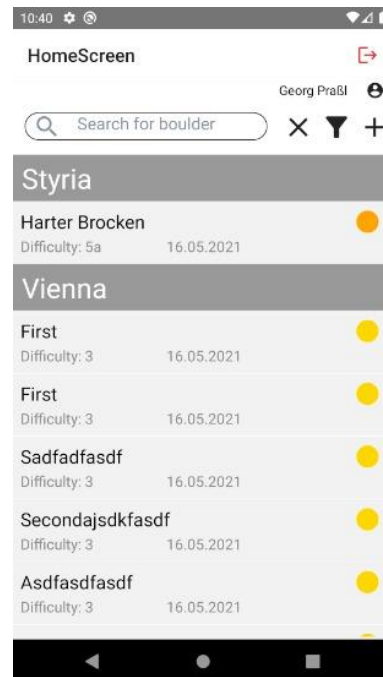 10:40
HomeScreen
Georg Praßl
Search for boulder
Styria
Harter Brocken
Difficulty: 5a 16.05.2021
Vienna
First
Difficulty: 3 16.05.2021
First
Difficulty: 3 16.05.2021
Sadfadfasdf
Difficulty: 3 16.05.2021
Secondajsdkfasdf
Difficulty: 3 16.05.2021
Asdfasdfasdf
Difficulty: 3 16.05.2021